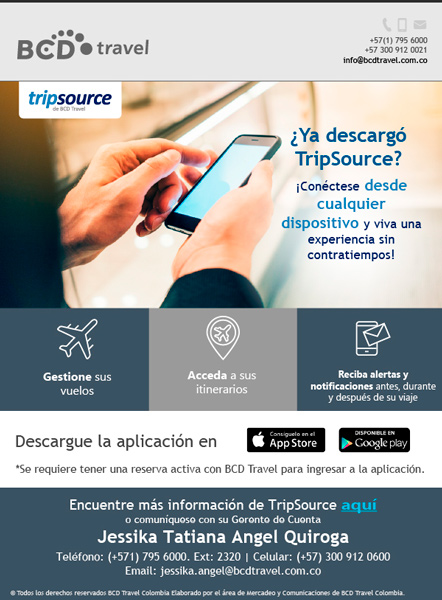 BCD travel
+57(1) 795 6000
+57 300 912 0021
info@bcdtravel.com.co
tripsource
de BCD Travel
¿Ya descargó
TripSource?
¡Conéctese desde
cualquier
dispositivo y viva una
experiencia sin
contratiempos!
Gestione sus
vuelos
Acceda a sus
itinerarios
Reciba alertas y
notificaciones antes, durante
y después de su viaje
Descargue la aplicación en
Consíguelo en el
App Store
DISPONIBLE EN
Google play
*Se requiere tener una reserva activa con BCD Travel para ingresar a la aplicación.
Encuentre más información de TripSource aquí
o comuníquese con su Gerente de Cuenta
Jessika Tatiana Angel Quiroga
Teléfono: (+571) 795 6000. Ext: 2320 | Celular: (+57) 300 912 0600
Email: jessika.angel@bcdtravel.com.co
® Todos los derechos reservados BCD Travel Colombia Elaborado por el área de Mercadeo y Comunicaciones de BCD Travel Colombia.